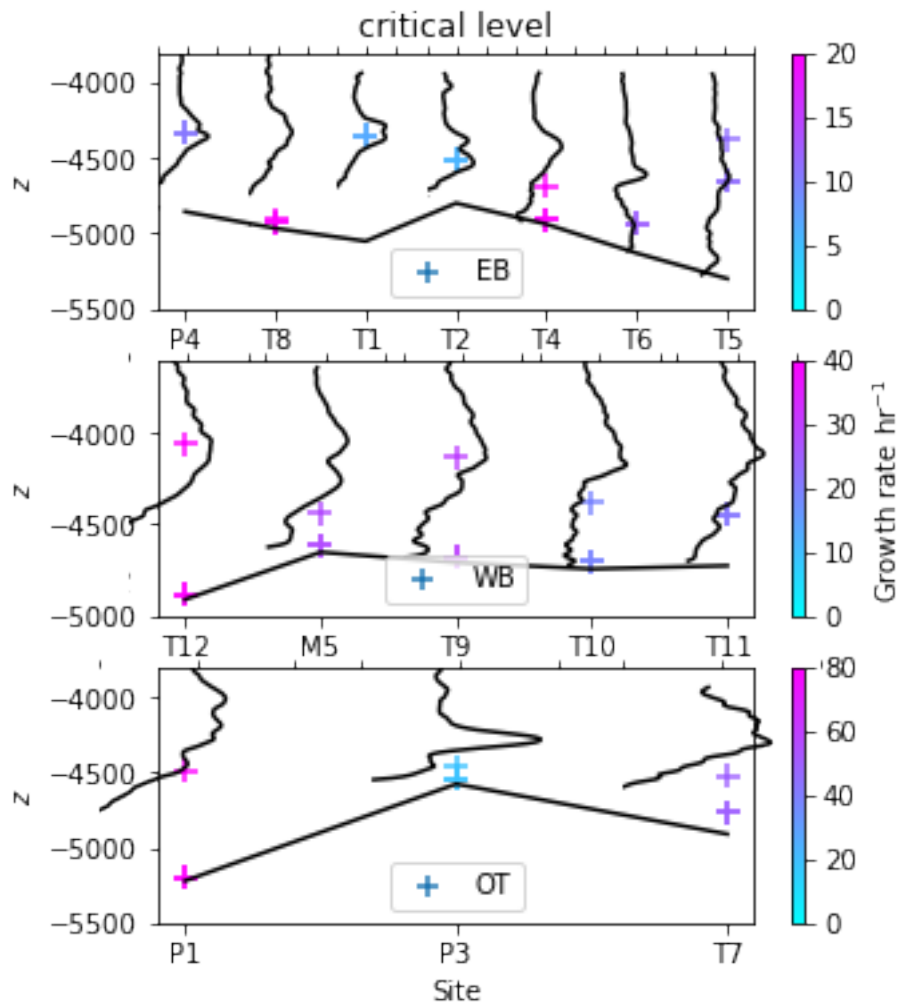 critical level
−4000
−4500
−5000
−5500
z
P4 T8 T1 T2 T4 T6 T5
EB
20
15
10
5
0
−4000
−4500
−5000
z
T12 M5 T9 T10 T11
WB
40
30
20
10
0
Growth rate hr⁻¹
−4000
−4500
−5000
−5500
z
P1 P3 T7
OT
80
60
40
20
0
Site